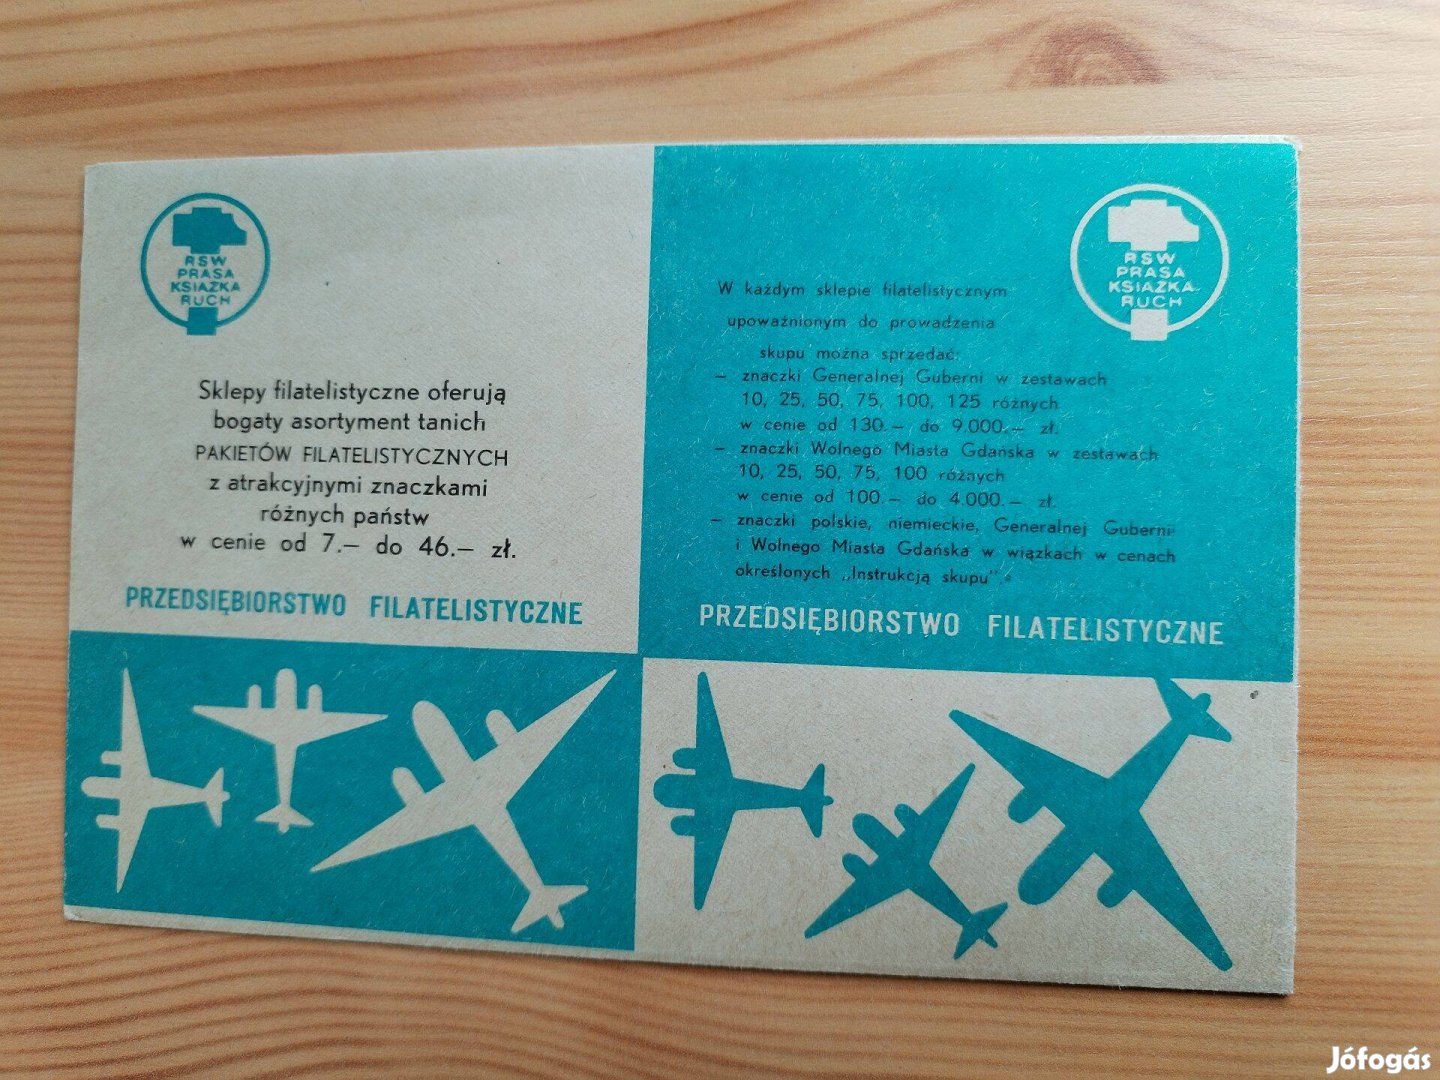 RSW
PRASA
KSIĄŻKA
RUCH
Sklepy filatelistyczne oferują
bogaty asortyment tanich
PAKIETÓW FILATELISTYCZNYCH
z atrakcyjnymi znaczkami
różnych państw
w cenie od 7.— do 46.— zł.
PRZEDSIĘBIORSTWO FILATELISTYCZNE
RSW
PRASA
KSIĄŻKA
RUCH
W każdym sklepie filatelistycznym
upoważnionym do prowadzenia
skupu można sprzedać:
— znaczki Generalnej Guberni w zestawach
10, 25, 50, 75, 100, 125 różnych
w cenie od 130.— do 9.000.— zł.
— znaczki Wolnego Miasta Gdańska w zestawach
10, 25, 50, 75, 100 różnych
w cenie od 100.— do 4.000.— zł.
— znaczki polskie, niemieckie, Generalnej Guberni
i Wolnego Miasta Gdańska w wiązkach w cenach
określonych „Instrukcją skupu".
PRZEDSIĘBIORSTWO FILATELISTYCZNE
Jófogás